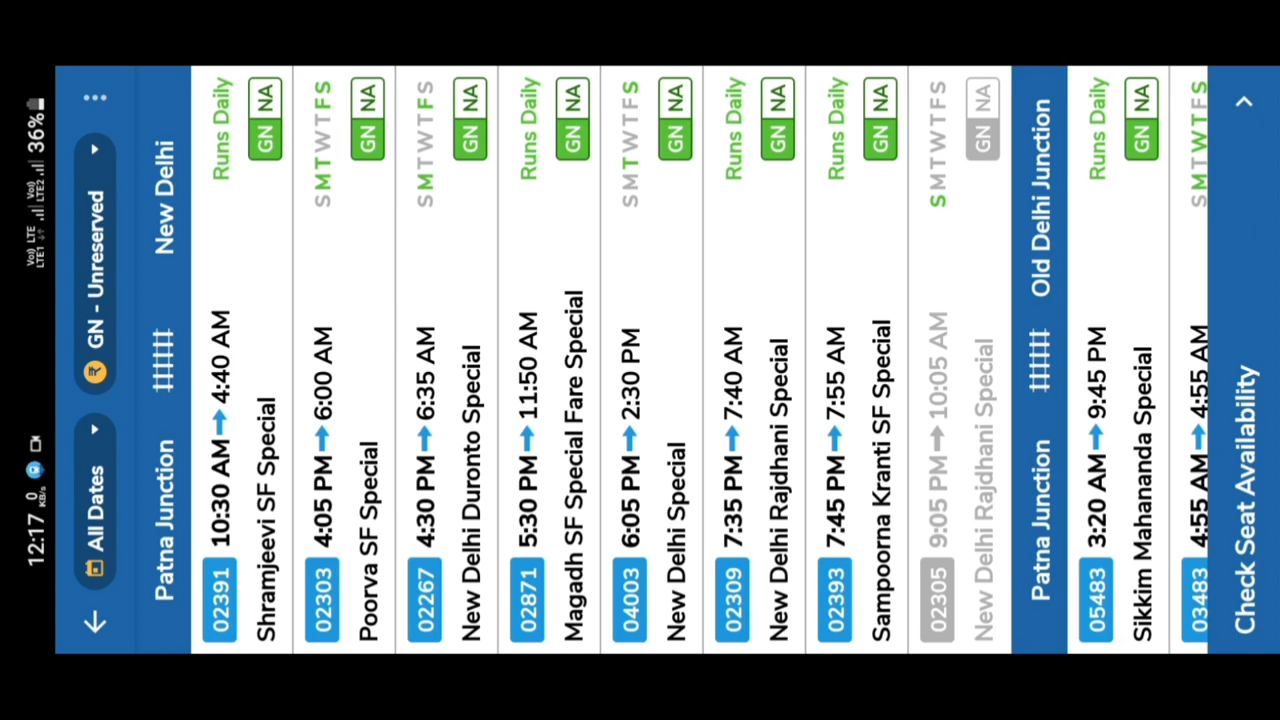 12:17 0 KB/s Vo)) LTE LTE1 Vo)) LTE2 36%
All Dates ₹ GN - Unreserved
Patna Junction New Delhi
02391 10:30 AM 4:40 AM Runs Daily
Shramjeevi SF Special GN NA
02303 4:05 PM 6:00 AM S M T W T F S
Poorva SF Special GN NA
02267 4:30 PM 6:35 AM S M T W T F S
New Delhi Duronto Special GN NA
02871 5:30 PM 11:50 AM Runs Daily
Magadh SF Special Fare Special GN NA
04003 6:05 PM 2:30 PM S M T W T F S
New Delhi Special GN NA
02309 7:35 PM 7:40 AM Runs Daily
New Delhi Rajdhani Special GN NA
02393 7:45 PM 7:55 AM Runs Daily
Sampoorna Kranti SF Special GN NA
02305 9:05 PM 10:05 AM S M T W T F S
New Delhi Rajdhani Special GN NA
Patna Junction Old Delhi Junction
05483 3:20 AM 9:45 PM Runs Daily
Sikkim Mahananda Special GN NA
03483 4:55 AM 4:55 AM S M T W T F S
Check Seat Availability